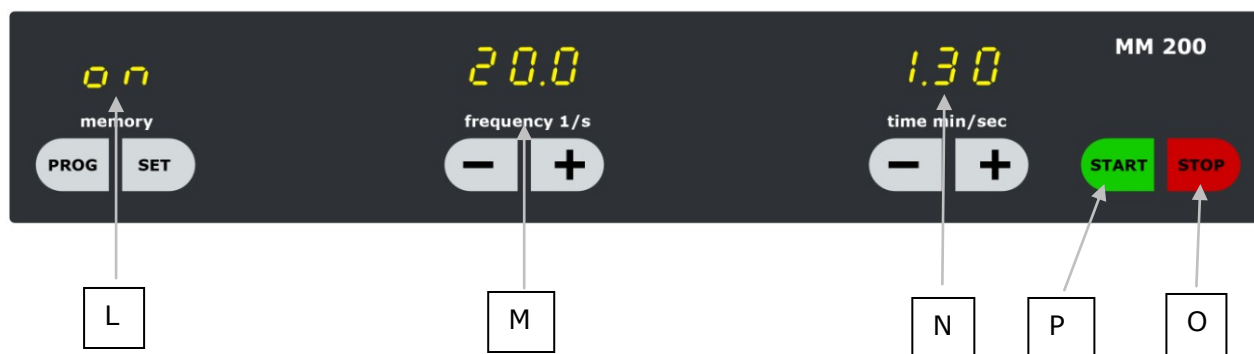 MM 200
on 20.0 1.30
memory frequency 1/s time min/sec
PROG SET − + − + START STOP
L M N P O